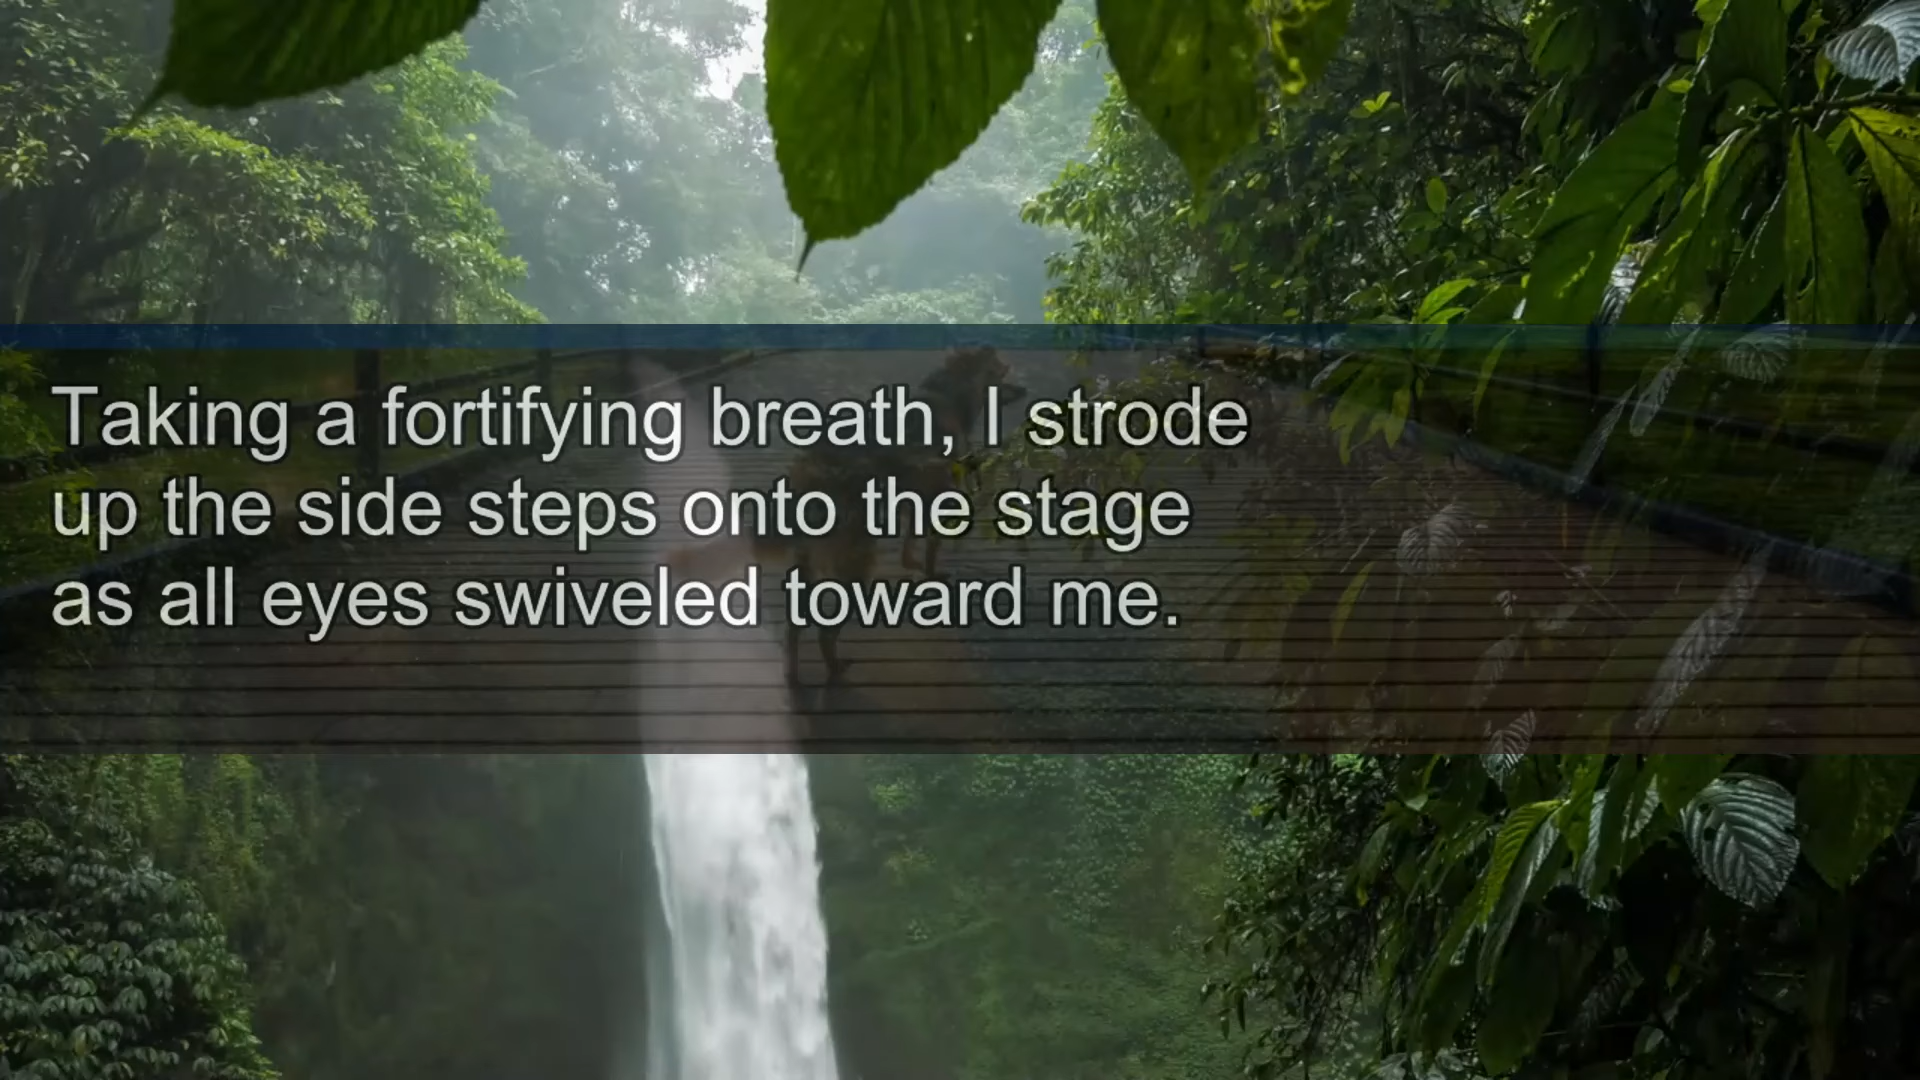 Taking a fortifying breath, I strode
up the side steps onto the stage
as all eyes swiveled toward me.